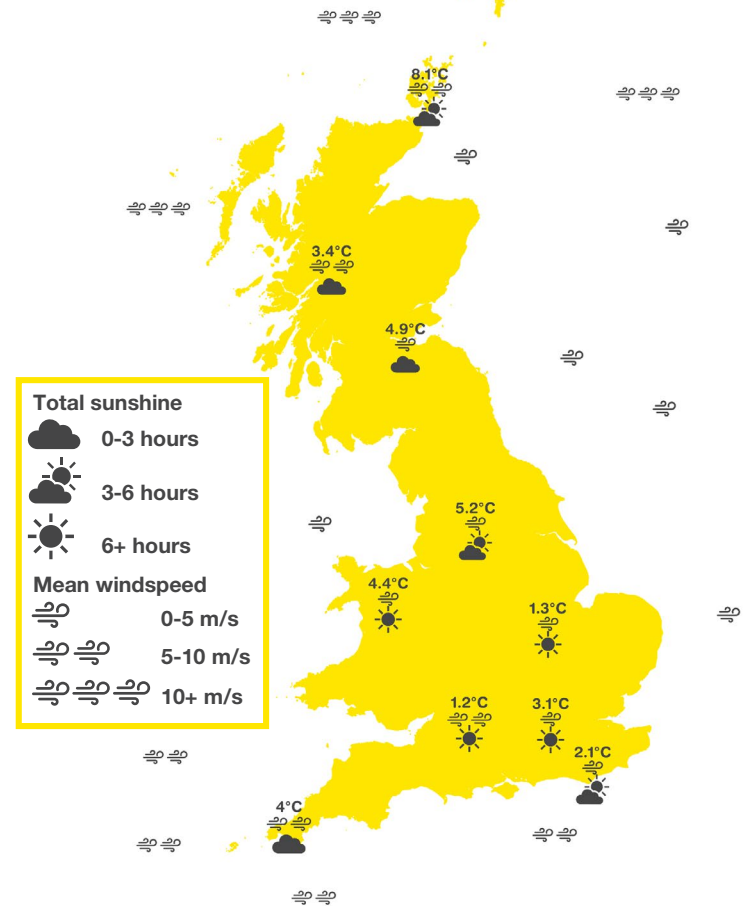 8.1°C
3.4°C
4.9°C
Total sunshine
0-3 hours
3-6 hours
6+ hours
Mean windspeed
0-5 m/s
5-10 m/s
10+ m/s
5.2°C
4.4°C
1.3°C
1.2°C
3.1°C
2.1°C
4°C